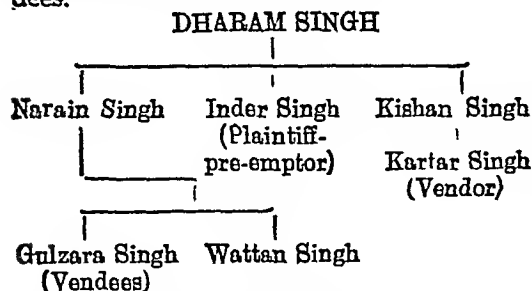 DHARAM SINGH
Narain Singh Inder Singh Kishan Singh
(Plaintiff- Kartar Singh
pre-emptor) (Vendor)
Gulzara Singh Wattan Singh
(Vendees)